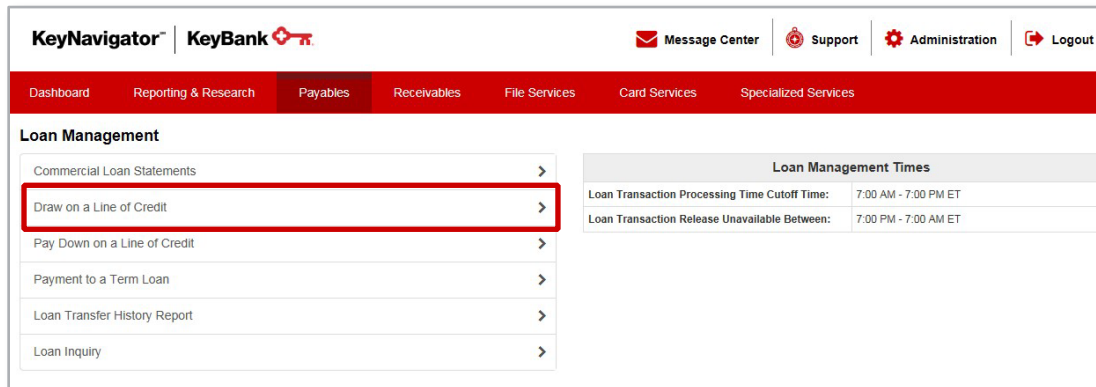 KeyNavigator℠ | KeyBank
Message Center
Support
Administration
Logout
Dashboard Reporting & Research Payables Receivables File Services Card Services Specialized Services
Loan Management
Commercial Loan Statements
Draw on a Line of Credit
Pay Down on a Line of Credit
Payment to a Term Loan
Loan Transfer History Report
Loan Inquiry
Loan Management Times
Loan Transaction Processing Time Cutoff Time: 7:00 AM - 7:00 PM ET
Loan Transaction Release Unavailable Between: 7:00 PM - 7:00 AM ET